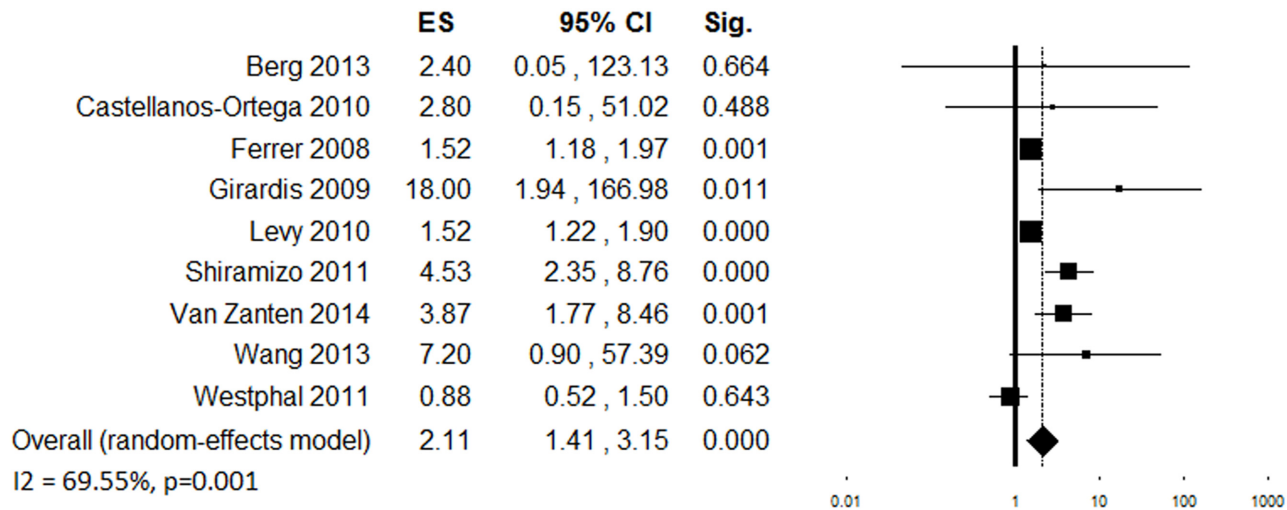 ES 95% CI Sig.
Berg 2013 2.40 0.05 , 123.13 0.664
Castellanos-Ortega 2010 2.80 0.15 , 51.02 0.488
Ferrer 2008 1.52 1.18 , 1.97 0.001
Girardis 2009 18.00 1.94 , 166.98 0.011
Levy 2010 1.52 1.22 , 1.90 0.000
Shiramizo 2011 4.53 2.35 , 8.76 0.000
Van Zanten 2014 3.87 1.77 , 8.46 0.001
Wang 2013 7.20 0.90 , 57.39 0.062
Westphal 2011 0.88 0.52 , 1.50 0.643
Overall (random-effects model) 2.11 1.41 , 3.15 0.000
I2 = 69.55%, p=0.001
0.01 1 10 100 1000